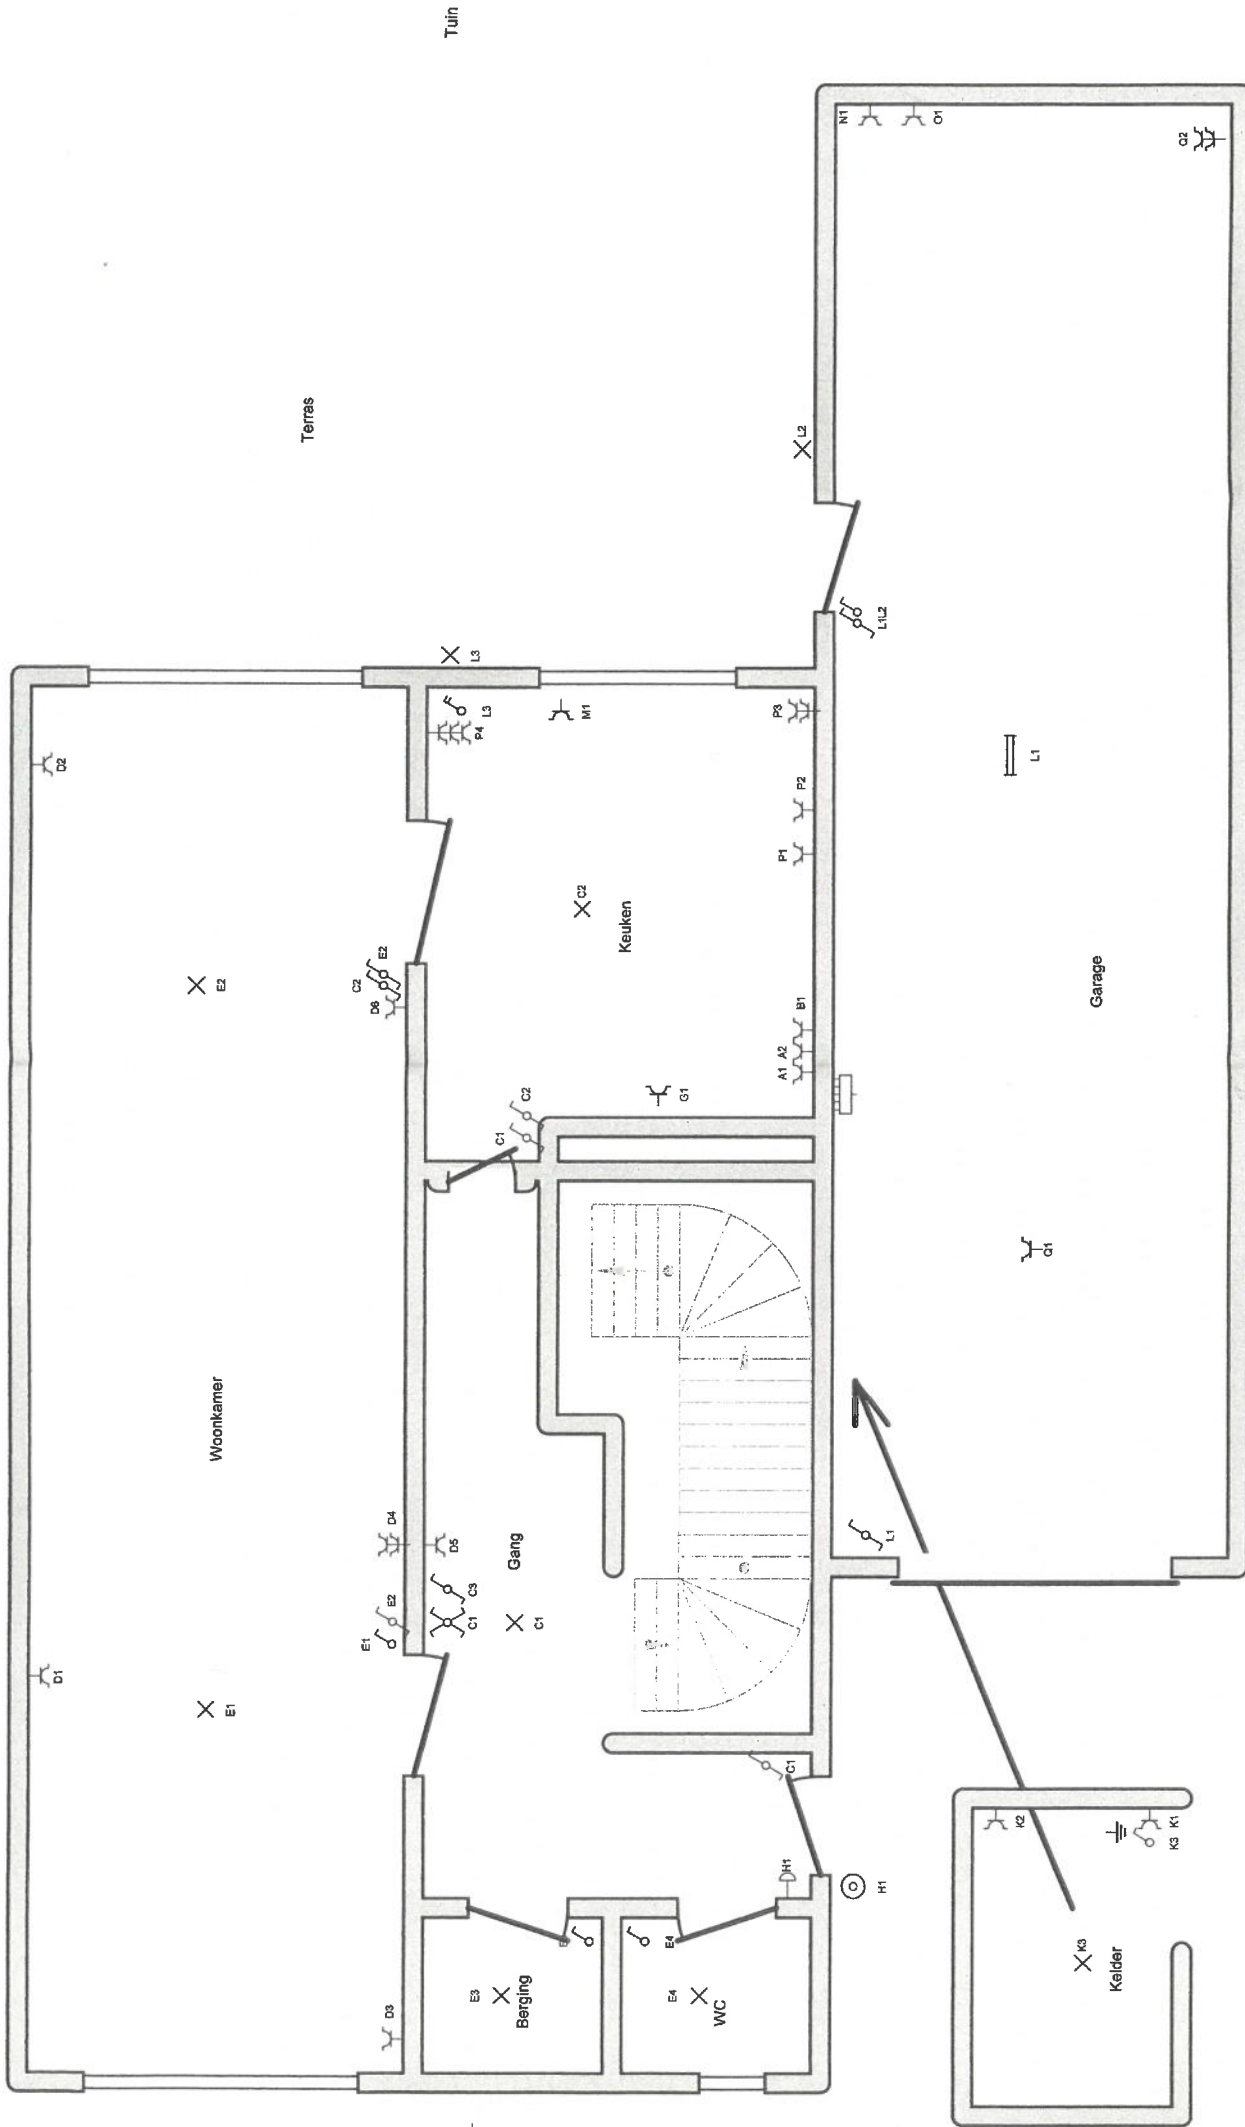 Tuin
Terras
N1
O1
Q2
L2
L1L2
L3
L3
M1
P4
P3
D2
P2
P1
L1
C2
Keuken
E2
E2
C2
D6
B1
A2
A1
G1
C2
C1
Garage
Q1
Woonkamer
D4
D5
Gang
L1
E2
E1
C3
C1
C1
D1
E1
C1
K2
K1
K3
H1
H1
E
E4
E3
Berging
E4
WC
K3
Kelder
D3